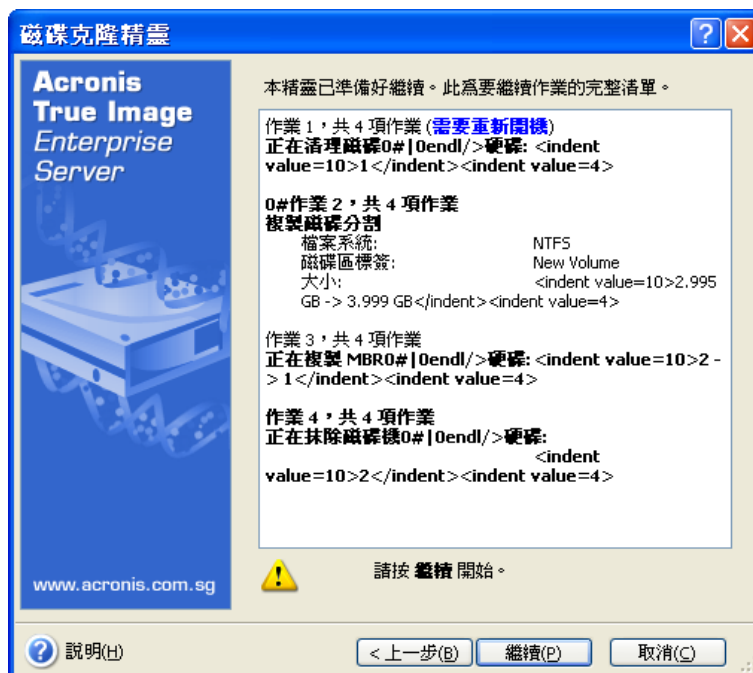 磁碟克隆精靈
Acronis
True Image
Enterprise
Server
本精靈已準備好繼續。此為要繼續作業的完整清單。
作業 1，共 4 項作業 (需要重新開機)
正在清理磁碟0#|0endl/>硬碟: <indent
value=10>1</indent><indent value=4>
0#作業 2，共 4 項作業
複製磁碟分割
檔案系統: NTFS
磁碟區標簽: New Volume
大小: <indent value=10>2.995
GB -> 3.999 GB</indent><indent value=4>
作業 3，共 4 項作業
正在複製 MBR0#|0endl/>硬碟: <indent value=10>2 -
> 1</indent><indent value=4>
作業 4，共 4 項作業
正在抹除磁碟機0#|0endl/>硬碟:
<indent
value=10>2</indent><indent value=4>
請按 繼續 開始。
www.acronis.com.sg
說明(H)
< 上一步(B)
繼續(P)
取消(C)